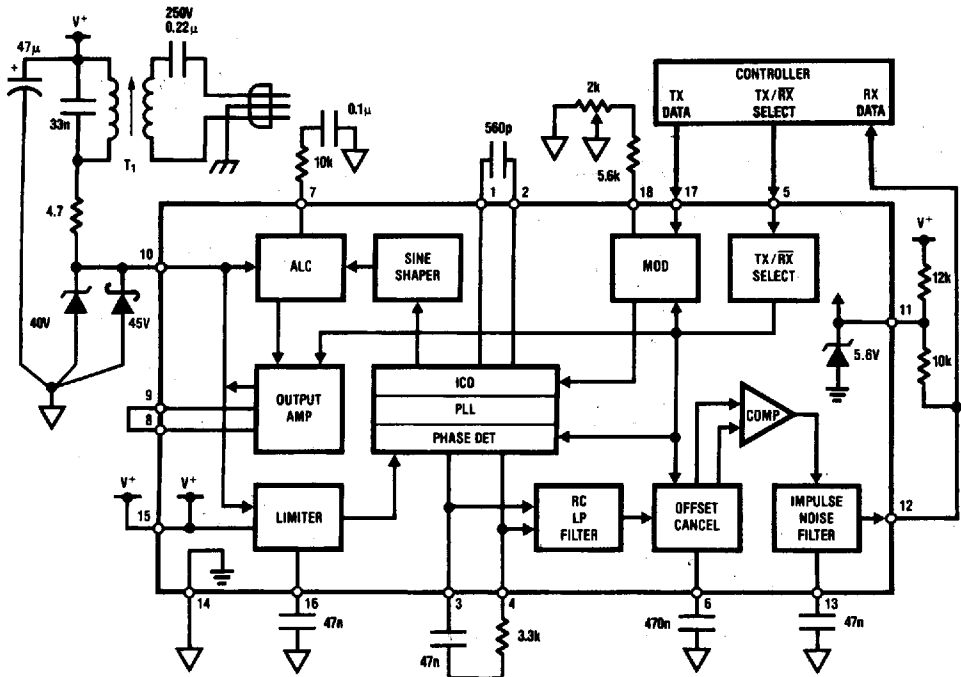 V+
47μ
33n
T1
250V
0.22μ
4.7
40V
45V
0.1μ
10k
560p
2k
5.6k
CONTROLLER
TX DATA
TX/R̅X̅ SELECT
RX DATA
7
1
2
18
17
5
10
ALC
SINE SHAPER
MOD
TX/R̅X̅ SELECT
V+
12k
11
10k
5.6V
9
8
OUTPUT AMP
ICO
PLL
PHASE DET
COMP
V+
V+
15
LIMITER
RC LP FILTER
OFFSET CANCEL
IMPULSE NOISE FILTER
12
14
16
3
4
6
13
47n
47n
3.3k
470n
47n